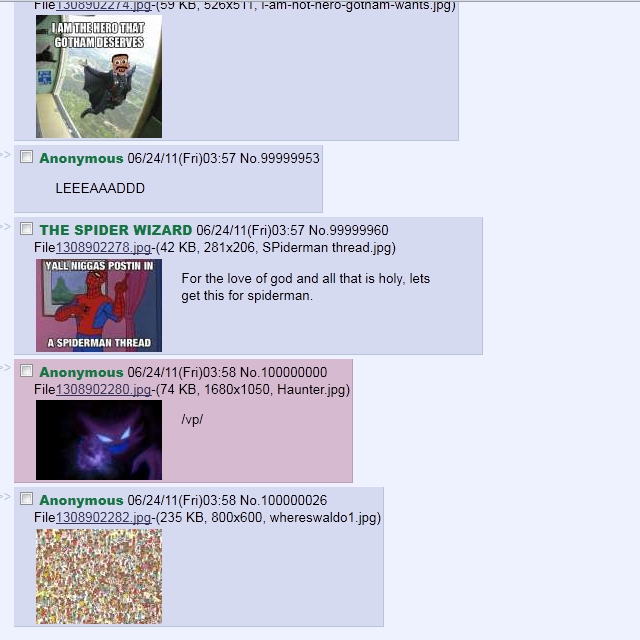 File1308902274.jpg-(59 KB, 526x511, i-am-not-hero-gotham-wants.jpg)
I AM THE HERO THAT
GOTHAM DESERVES
>> Anonymous 06/24/11(Fri)03:57 No.99999953
LEEEAAADDD
>> THE SPIDER WIZARD 06/24/11(Fri)03:57 No.99999960
File1308902278.jpg-(42 KB, 281x206, SPiderman thread.jpg)
YALL NIGGAS POSTIN IN
A SPIDERMAN THREAD
For the love of god and all that is holy, lets
get this for spiderman.
>> Anonymous 06/24/11(Fri)03:58 No.100000000
File1308902280.jpg-(74 KB, 1680x1050, Haunter.jpg)
/vp/
>> Anonymous 06/24/11(Fri)03:58 No.100000026
File1308902282.jpg-(235 KB, 800x600, whereswaldo1.jpg)